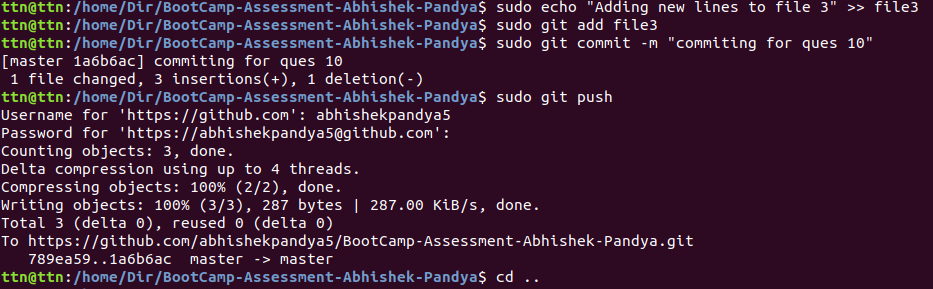 ttn@ttn:/home/Dir/BootCamp-Assessment-Abhishek-Pandya$ sudo echo "Adding new lines to file 3" >> file3
ttn@ttn:/home/Dir/BootCamp-Assessment-Abhishek-Pandya$ sudo git add file3
ttn@ttn:/home/Dir/BootCamp-Assessment-Abhishek-Pandya$ sudo git commit -m "commiting for ques 10"
[master 1a6b6ac] commiting for ques 10
 1 file changed, 3 insertions(+), 1 deletion(-)
ttn@ttn:/home/Dir/BootCamp-Assessment-Abhishek-Pandya$ sudo git push
Username for 'https://github.com': abhishekpandya5
Password for 'https://abhishekpandya5@github.com':
Counting objects: 3, done.
Delta compression using up to 4 threads.
Compressing objects: 100% (2/2), done.
Writing objects: 100% (3/3), 287 bytes | 287.00 KiB/s, done.
Total 3 (delta 0), reused 0 (delta 0)
To https://github.com/abhishekpandya5/BootCamp-Assessment-Abhishek-Pandya.git
   789ea59..1a6b6ac  master -> master
ttn@ttn:/home/Dir/BootCamp-Assessment-Abhishek-Pandya$ cd ..